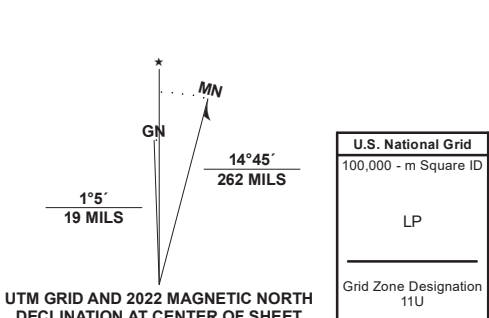 ★
MN
GN
14°45´
262 MILS
1°5´
19 MILS
UTM GRID AND 2022 MAGNETIC NORTH
DECLINATION AT CENTER OF SHEET
U.S. National Grid
100,000 - m Square ID
LP
Grid Zone Designation
11U